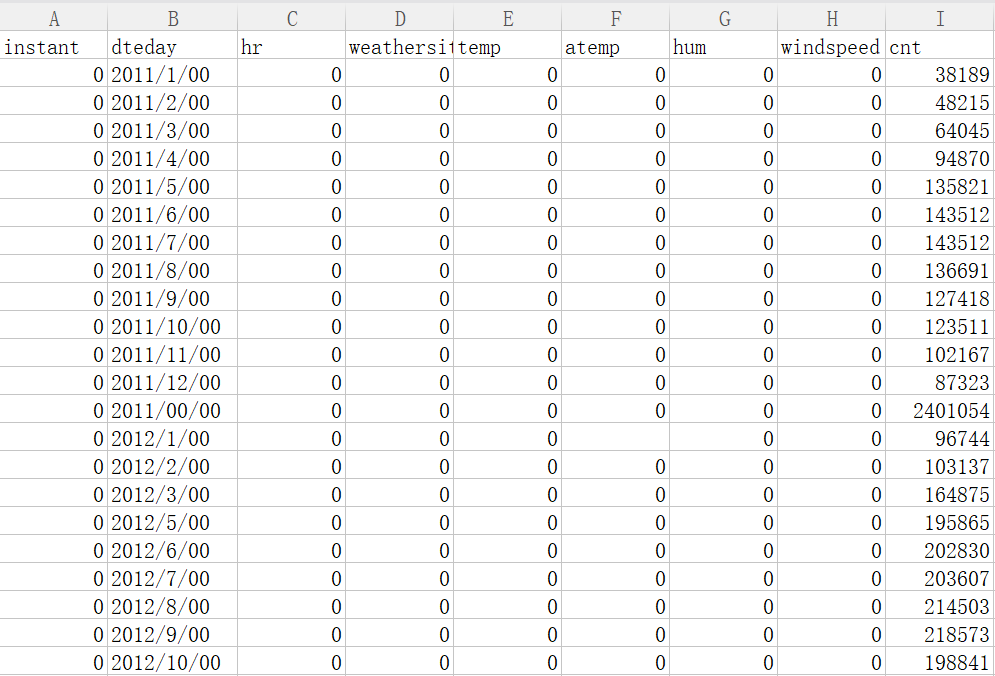 A B C D E F G H I
instant dteday hr weathersit temp atemp hum windspeed cnt
0 2011/1/00 0 0 0 0 0 0 38189
0 2011/2/00 0 0 0 0 0 0 48215
0 2011/3/00 0 0 0 0 0 0 64045
0 2011/4/00 0 0 0 0 0 0 94870
0 2011/5/00 0 0 0 0 0 0 135821
0 2011/6/00 0 0 0 0 0 0 143512
0 2011/7/00 0 0 0 0 0 0 143512
0 2011/8/00 0 0 0 0 0 0 136691
0 2011/9/00 0 0 0 0 0 0 127418
0 2011/10/00 0 0 0 0 0 0 123511
0 2011/11/00 0 0 0 0 0 0 102167
0 2011/12/00 0 0 0 0 0 0 87323
0 2011/00/00 0 0 0 0 0 0 2401054
0 2012/1/00 0 0 0 0 0 96744
0 2012/2/00 0 0 0 0 0 0 103137
0 2012/3/00 0 0 0 0 0 0 164875
0 2012/5/00 0 0 0 0 0 0 195865
0 2012/6/00 0 0 0 0 0 0 202830
0 2012/7/00 0 0 0 0 0 0 203607
0 2012/8/00 0 0 0 0 0 0 214503
0 2012/9/00 0 0 0 0 0 0 218573
0 2012/10/00 0 0 0 0 0 0 198841